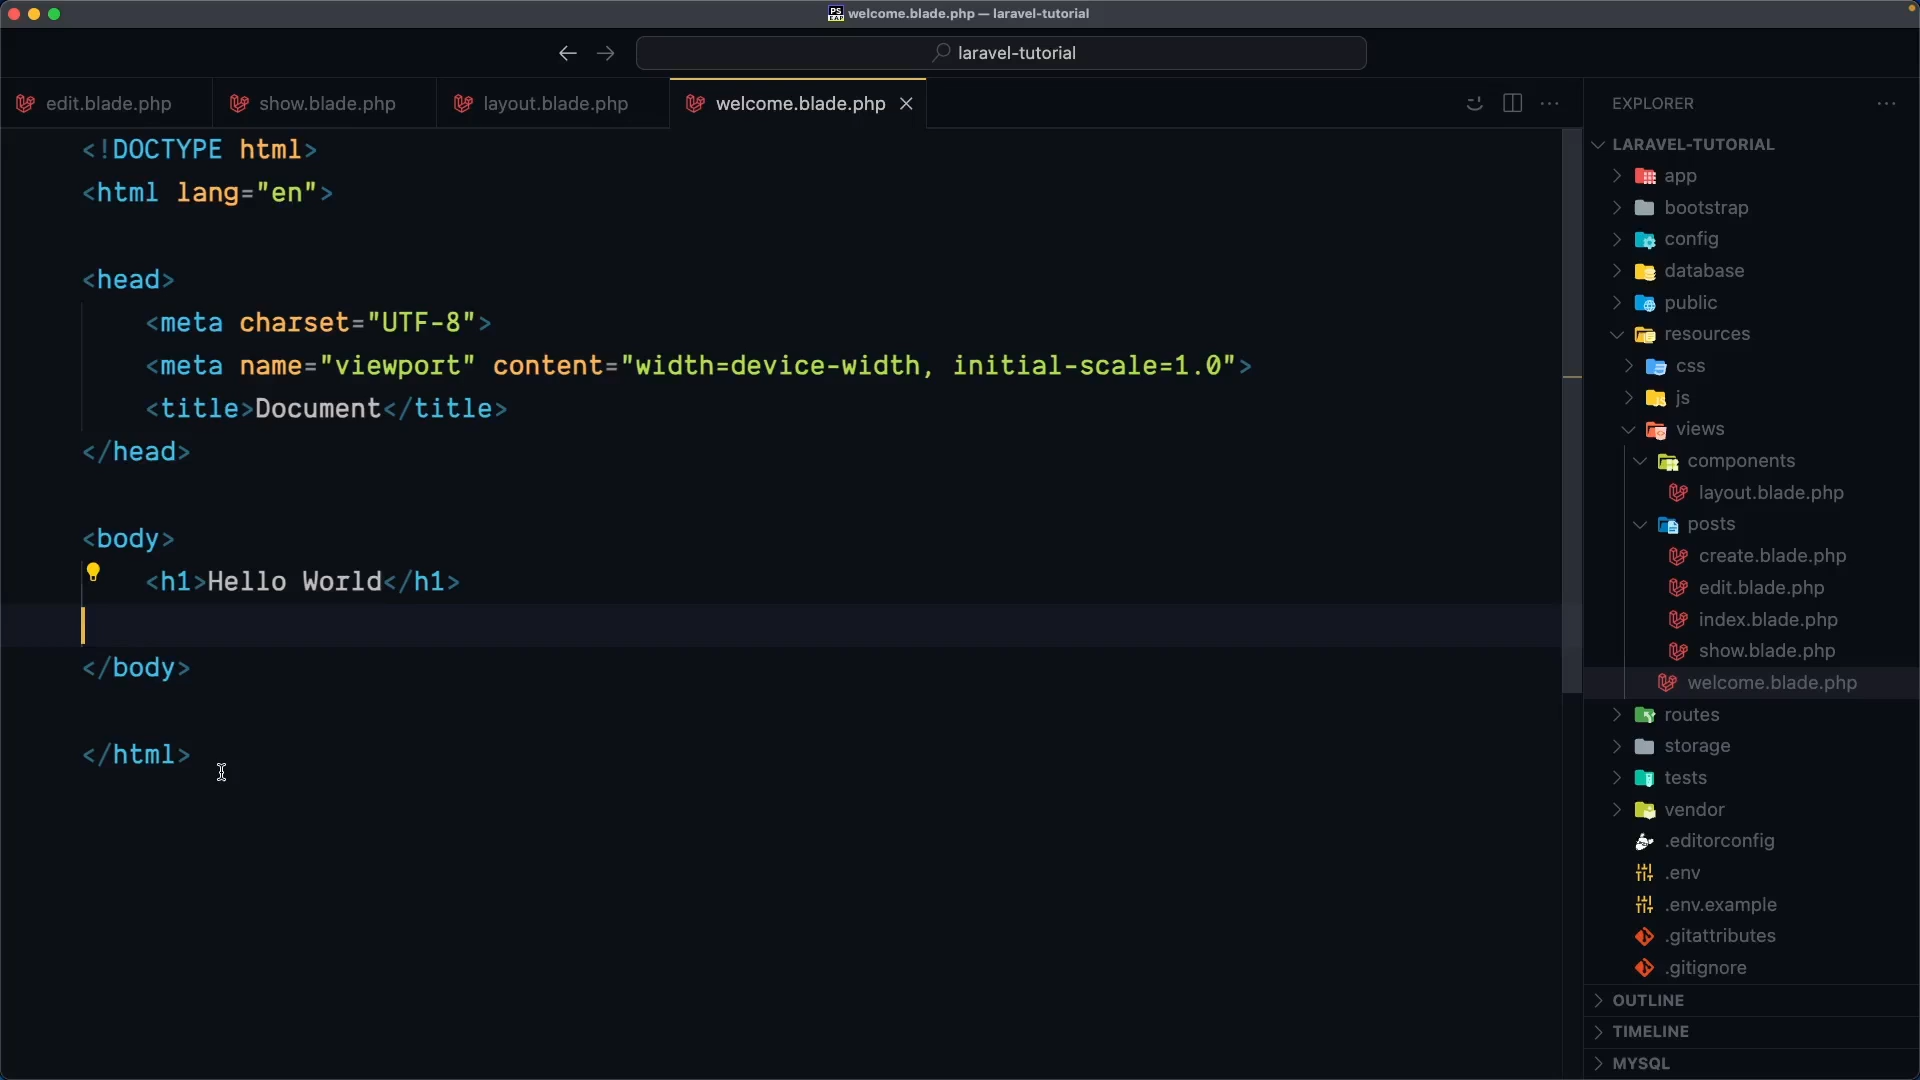 welcome.blade.php — laravel-tutorial
laravel-tutorial
edit.blade.php
show.blade.php
layout.blade.php
welcome.blade.php
<!DOCTYPE html>
<html lang="en">
<head>
<meta charset="UTF-8">
<meta name="viewport" content="width=device-width, initial-scale=1.0">
<title>Document</title>
</head>
<body>
<h1>Hello World</h1>
</body>
</html>
EXPLORER
LARAVEL-TUTORIAL
app
bootstrap
config
database
public
resources
css
js
views
components
layout.blade.php
posts
create.blade.php
edit.blade.php
index.blade.php
show.blade.php
welcome.blade.php
routes
storage
tests
vendor
.editorconfig
.env
.env.example
.gitattributes
.gitignore
OUTLINE
TIMELINE
MYSQL